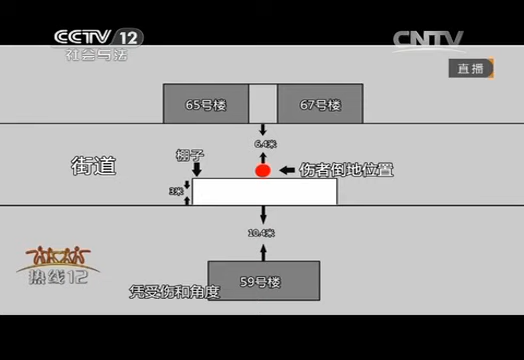 CCTV 12
社会与法
CNTV
直播
65号楼
67号楼
6.4米
街道
棚子
伤者倒地位置
3米
10.4米
热线12
59号楼
凭受伤和角度